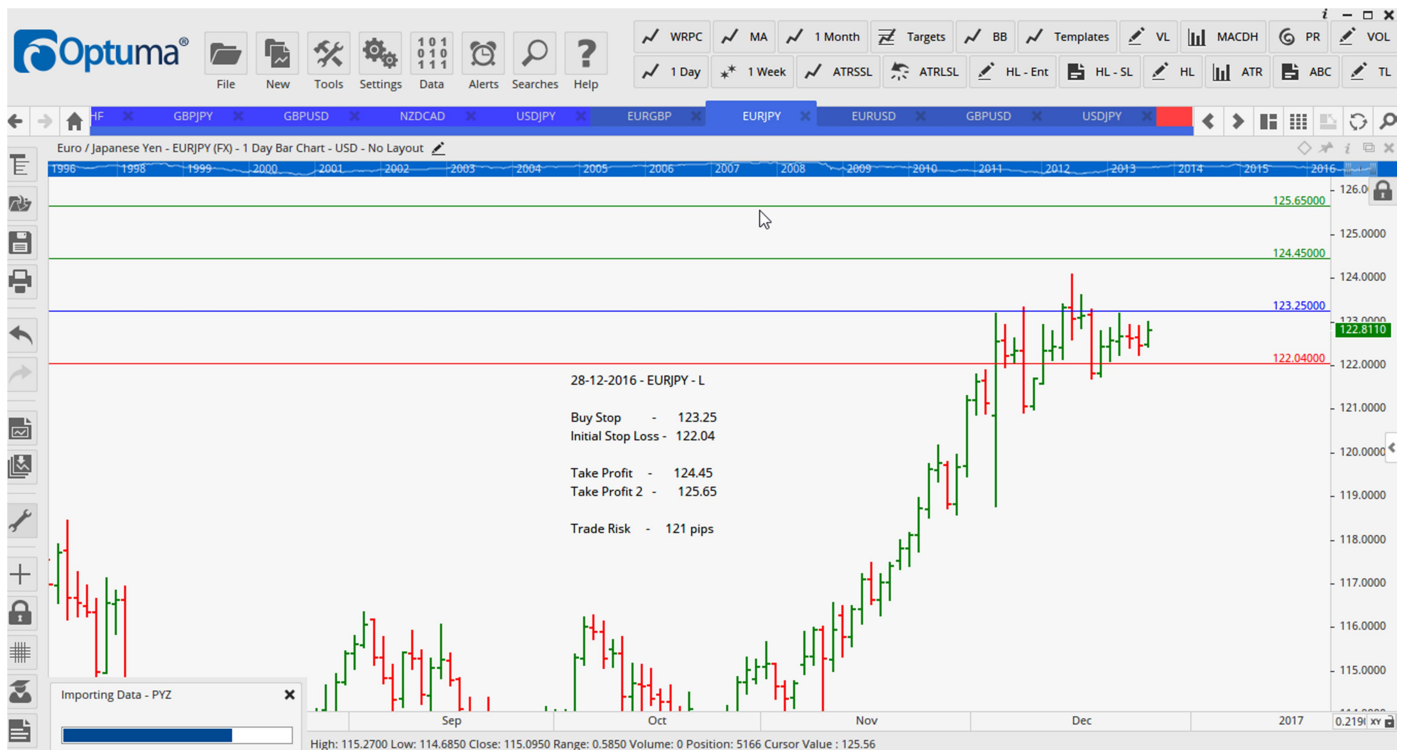 Optuma®
File
New
Tools
Settings
101
010
111
Data
Alerts
Searches
Help
WRPC
MA
1 Month
Targets
BB
Templates
VL
MACDH
PR
VOL
1 Day
1 Week
ATRSSL
ATRLSL
HL - Ent
HL - SL
HL
ATR
ABC
TL
HF
GBPJPY
GBPUSD
NZDCAD
USDJPY
EURGBP
EURJPY
EURUSD
GBPUSD
USDJPY
Euro / Japanese Yen - EURJPY (FX) - 1 Day Bar Chart - USD - No Layout
1996 1998 1999 2000 2001 2002 2003 2004 2005 2006 2007 2008 2009 2010 2011 2012 2013 2014 2015 2016
126.0
125.65000
125.0000
124.45000
124.0000
123.25000
123.0000
122.8110
122.04000
122.0000
28-12-2016 - EURJPY - L
Buy Stop - 123.25
Initial Stop Loss - 122.04
Take Profit - 124.45
Take Profit 2 - 125.65
Trade Risk - 121 pips
121.0000
120.0000
119.0000
118.0000
117.0000
116.0000
115.0000
Importing Data - PYZ
Sep Oct Nov Dec 2017
0.219 XY
High: 115.2700 Low: 114.6850 Close: 115.0950 Range: 0.5850 Volume: 0 Position: 5166 Cursor Value : 125.56